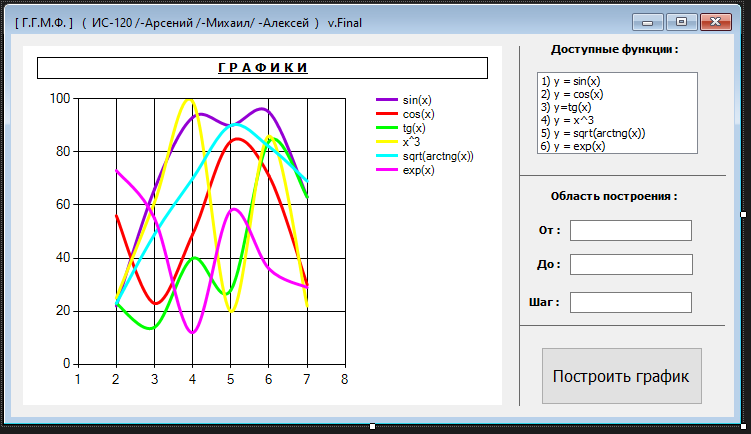 [ Г.Г.М.Ф. ] ( ИС-120 /-Арсений /-Михаил/ -Алексей ) v.Final
Г Р А Ф И К И
100
80
60
40
20
0
1 2 3 4 5 6 7 8
sin(x)
cos(x)
tg(x)
x^3
sqrt(arctng(x))
exp(x)
Доступные функции :
1) y = sin(x)
2) y = cos(x)
3) y=tg(x)
4) y = x^3
5) y = sqrt(arctng(x))
6) y = exp(x)
Область построения :
От :
До :
Шаг :
Построить график